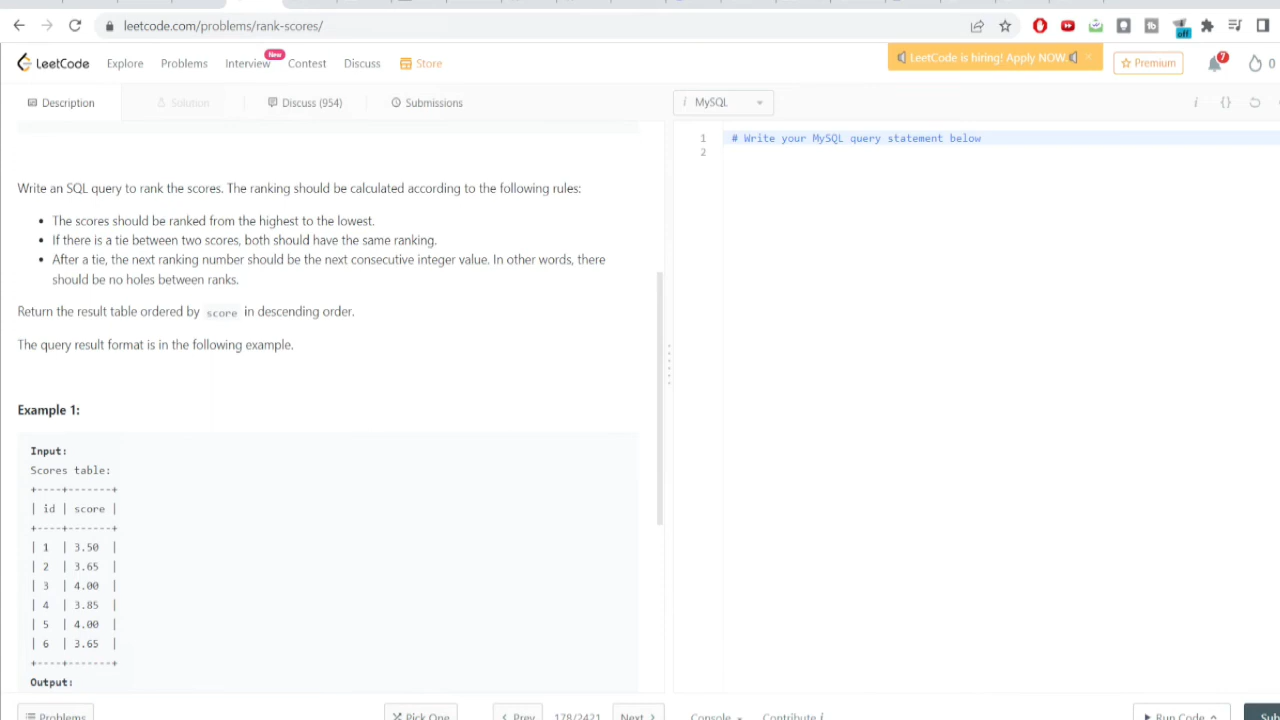 leetcode.com/problems/rank-scores/
off
LeetCode
Explore
Problems
Interview
New
Contest
Discuss
Store
LeetCode is hiring! Apply NOW.
Premium
7
0
Description
Solution
Discuss (954)
Submissions
i MySQL
i {}
1 # Write your MySQL query statement below
2
Write an SQL query to rank the scores. The ranking should be calculated according to the following rules:
• The scores should be ranked from the highest to the lowest.
• If there is a tie between two scores, both should have the same ranking.
• After a tie, the next ranking number should be the next consecutive integer value. In other words, there
should be no holes between ranks.
Return the result table ordered by score in descending order.
The query result format is in the following example.
Example 1:
Input:
Scores table:
+----+-------+
| id | score |
+----+-------+
| 1 | 3.50 |
| 2 | 3.65 |
| 3 | 4.00 |
| 4 | 3.85 |
| 5 | 4.00 |
| 6 | 3.65 |
+----+-------+
Output:
Problems
Pick One
< Prev
178/2421
Next >
Console
Contribute i
Run Code